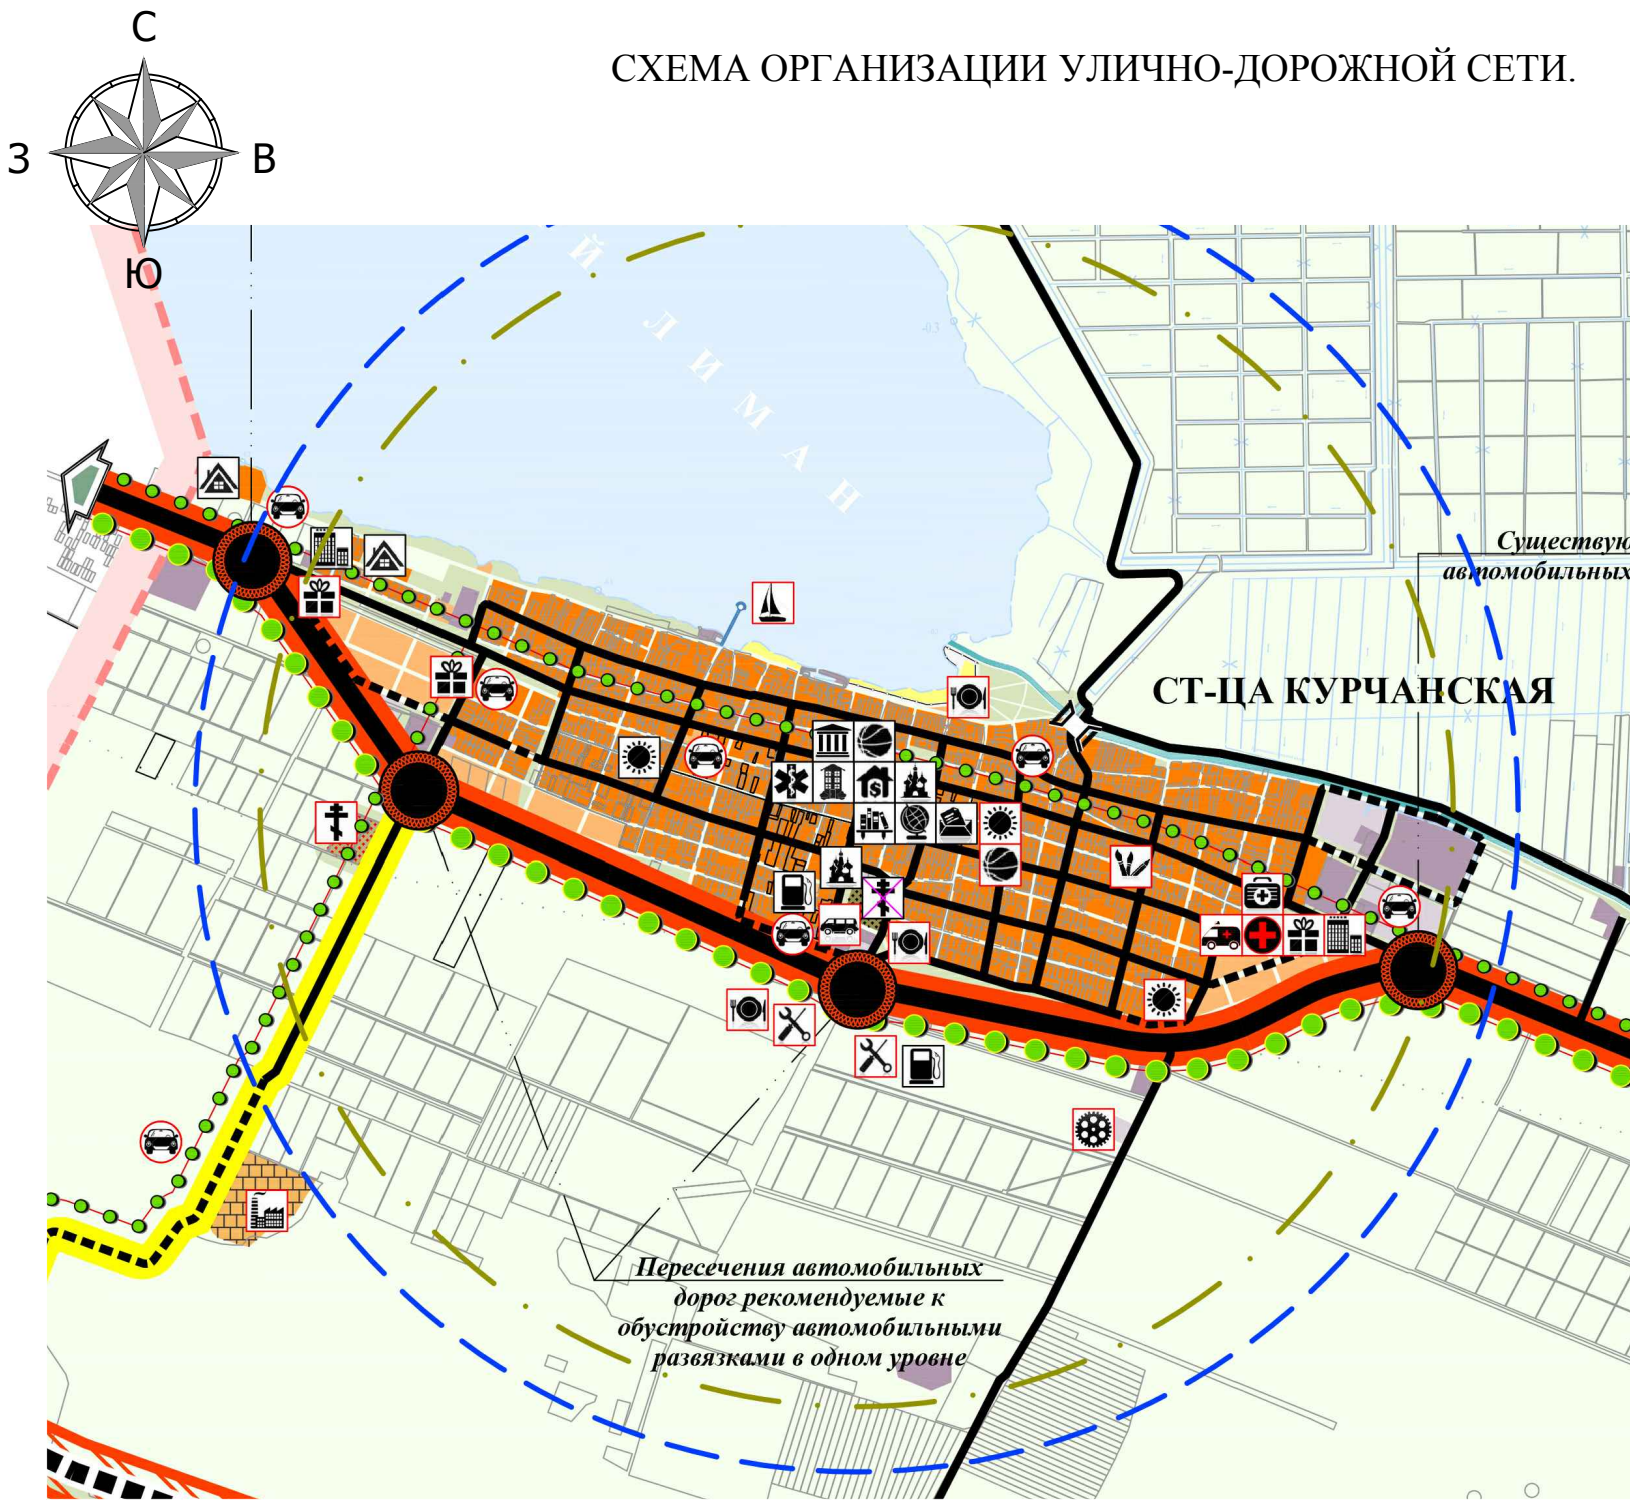 С
СХЕМА ОРГАНИЗАЦИИ УЛИЧНО-ДОРОЖНОЙ СЕТИ.
З
В
Ю
Й
ЛИМАН
Существую
автомобильных
СТ-ЦА КУРЧАНСКАЯ
Пересечения автомобильных
дорог рекомендуемые к
обустройству автомобильными
развязками в одном уровне